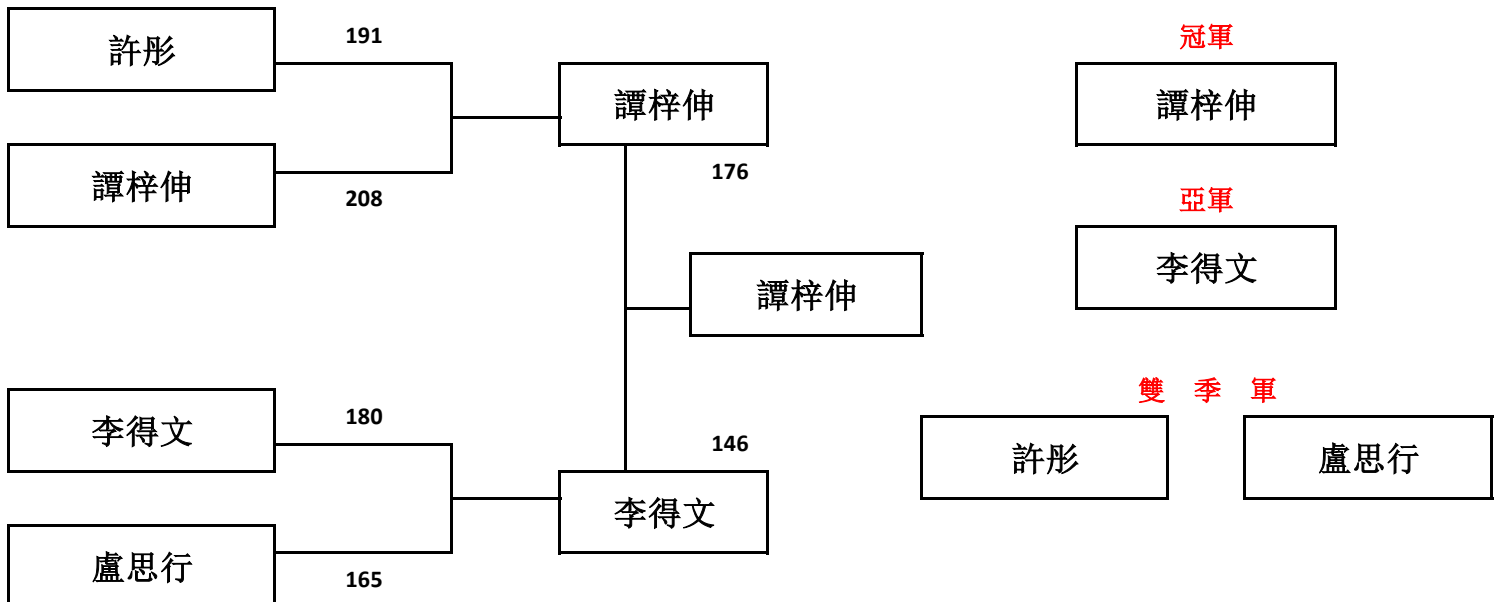 許彤
191
譚梓伸
208
譚梓伸
176
譚梓伸
李得文
180
盧思行
165
146
李得文
冠軍
譚梓伸
亞軍
李得文
雙 季 軍
許彤
盧思行